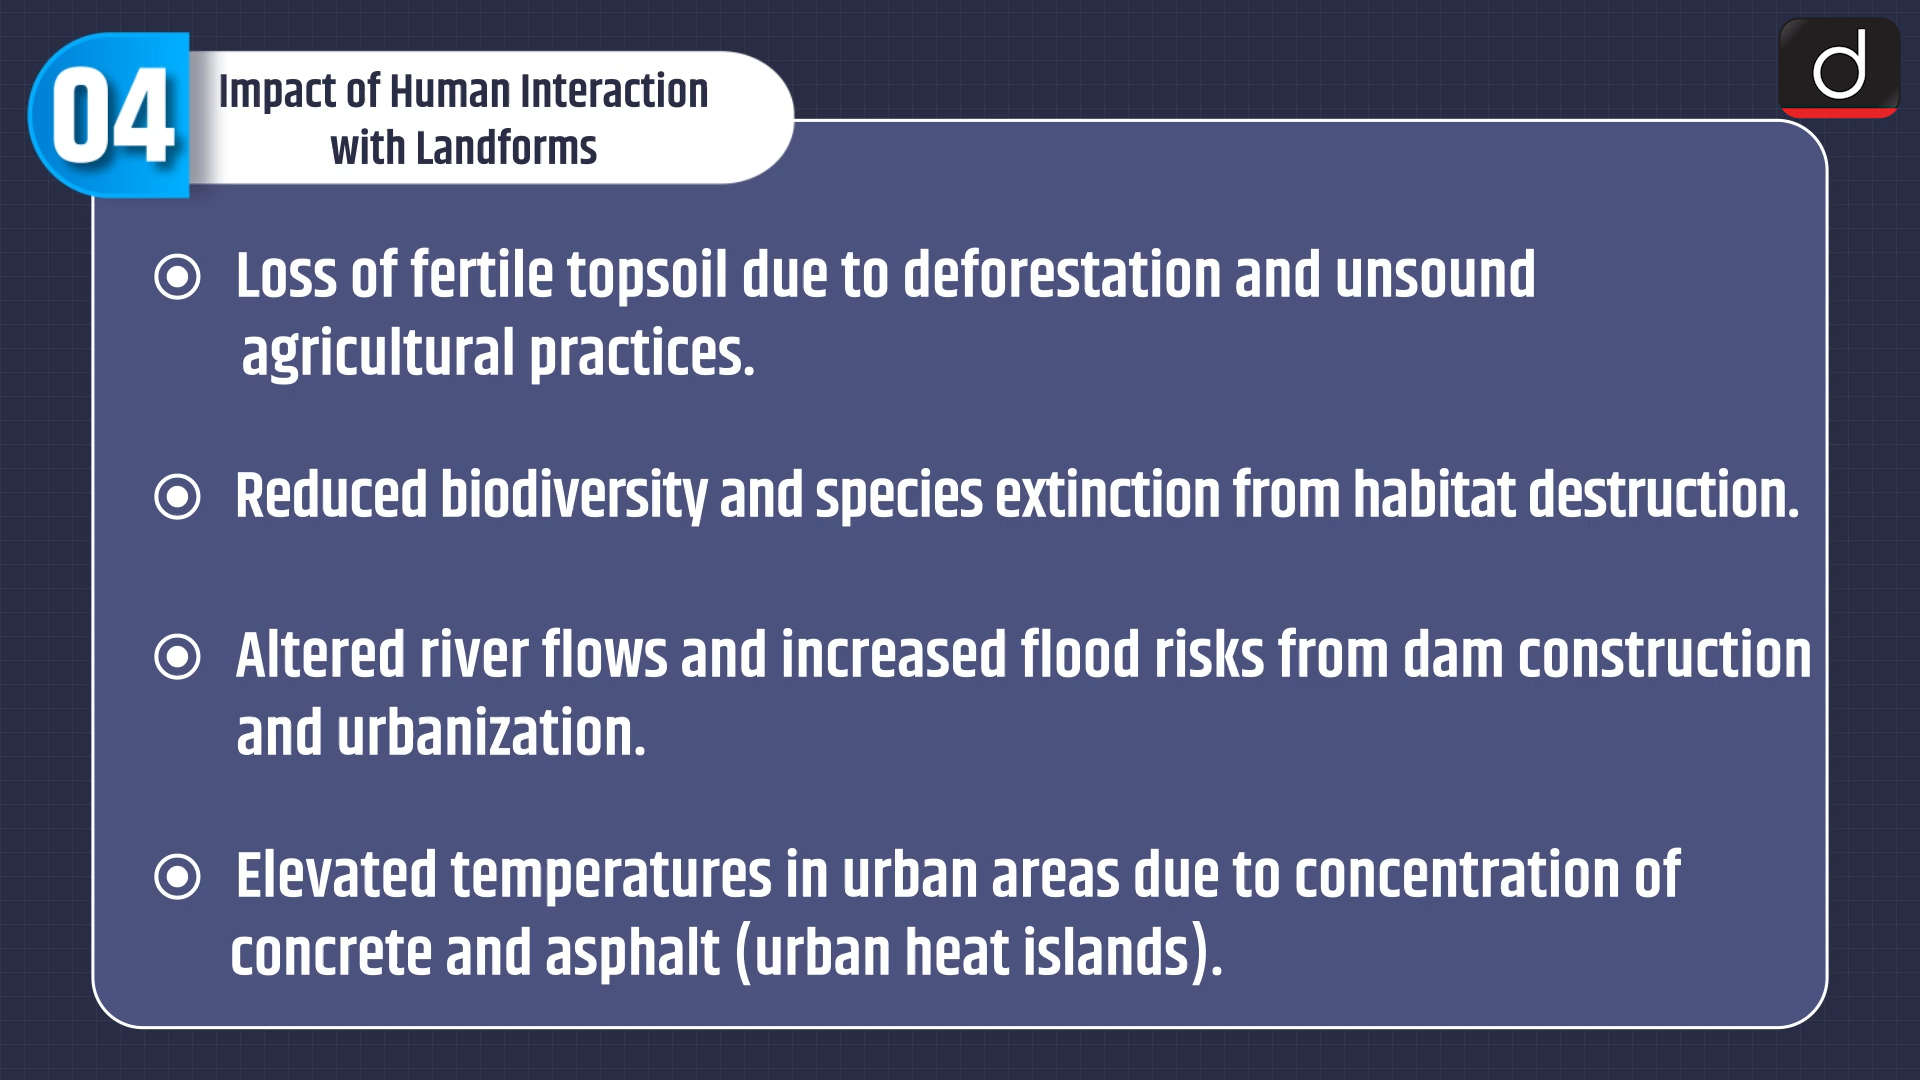 04
Impact of Human Interaction
with Landforms
d
Loss of fertile topsoil due to deforestation and unsound
agricultural practices.
Reduced biodiversity and species extinction from habitat destruction.
Altered river flows and increased flood risks from dam construction
and urbanization.
Elevated temperatures in urban areas due to concentration of
concrete and asphalt (urban heat islands).